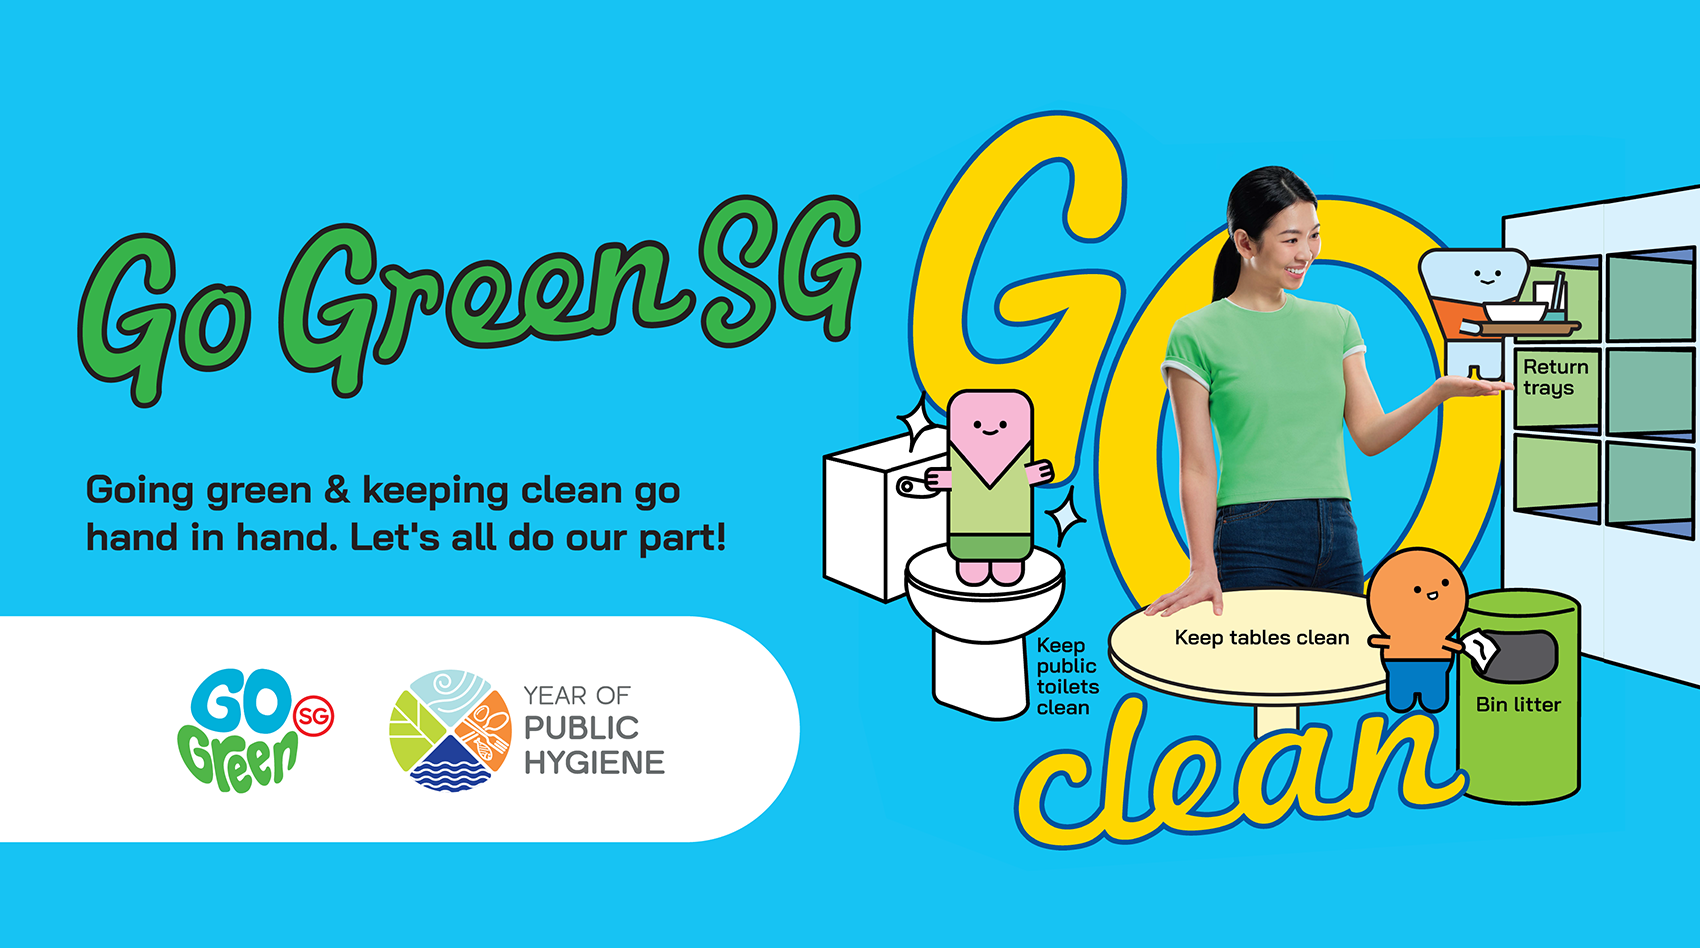 Go Green SG
Going green & keeping clean go
hand in hand. Let's all do our part!
GO
Green
SG
YEAR OF
PUBLIC
HYGIENE
GO
clean
Return
trays
Keep
public
toilets
clean
Keep tables clean
Bin litter